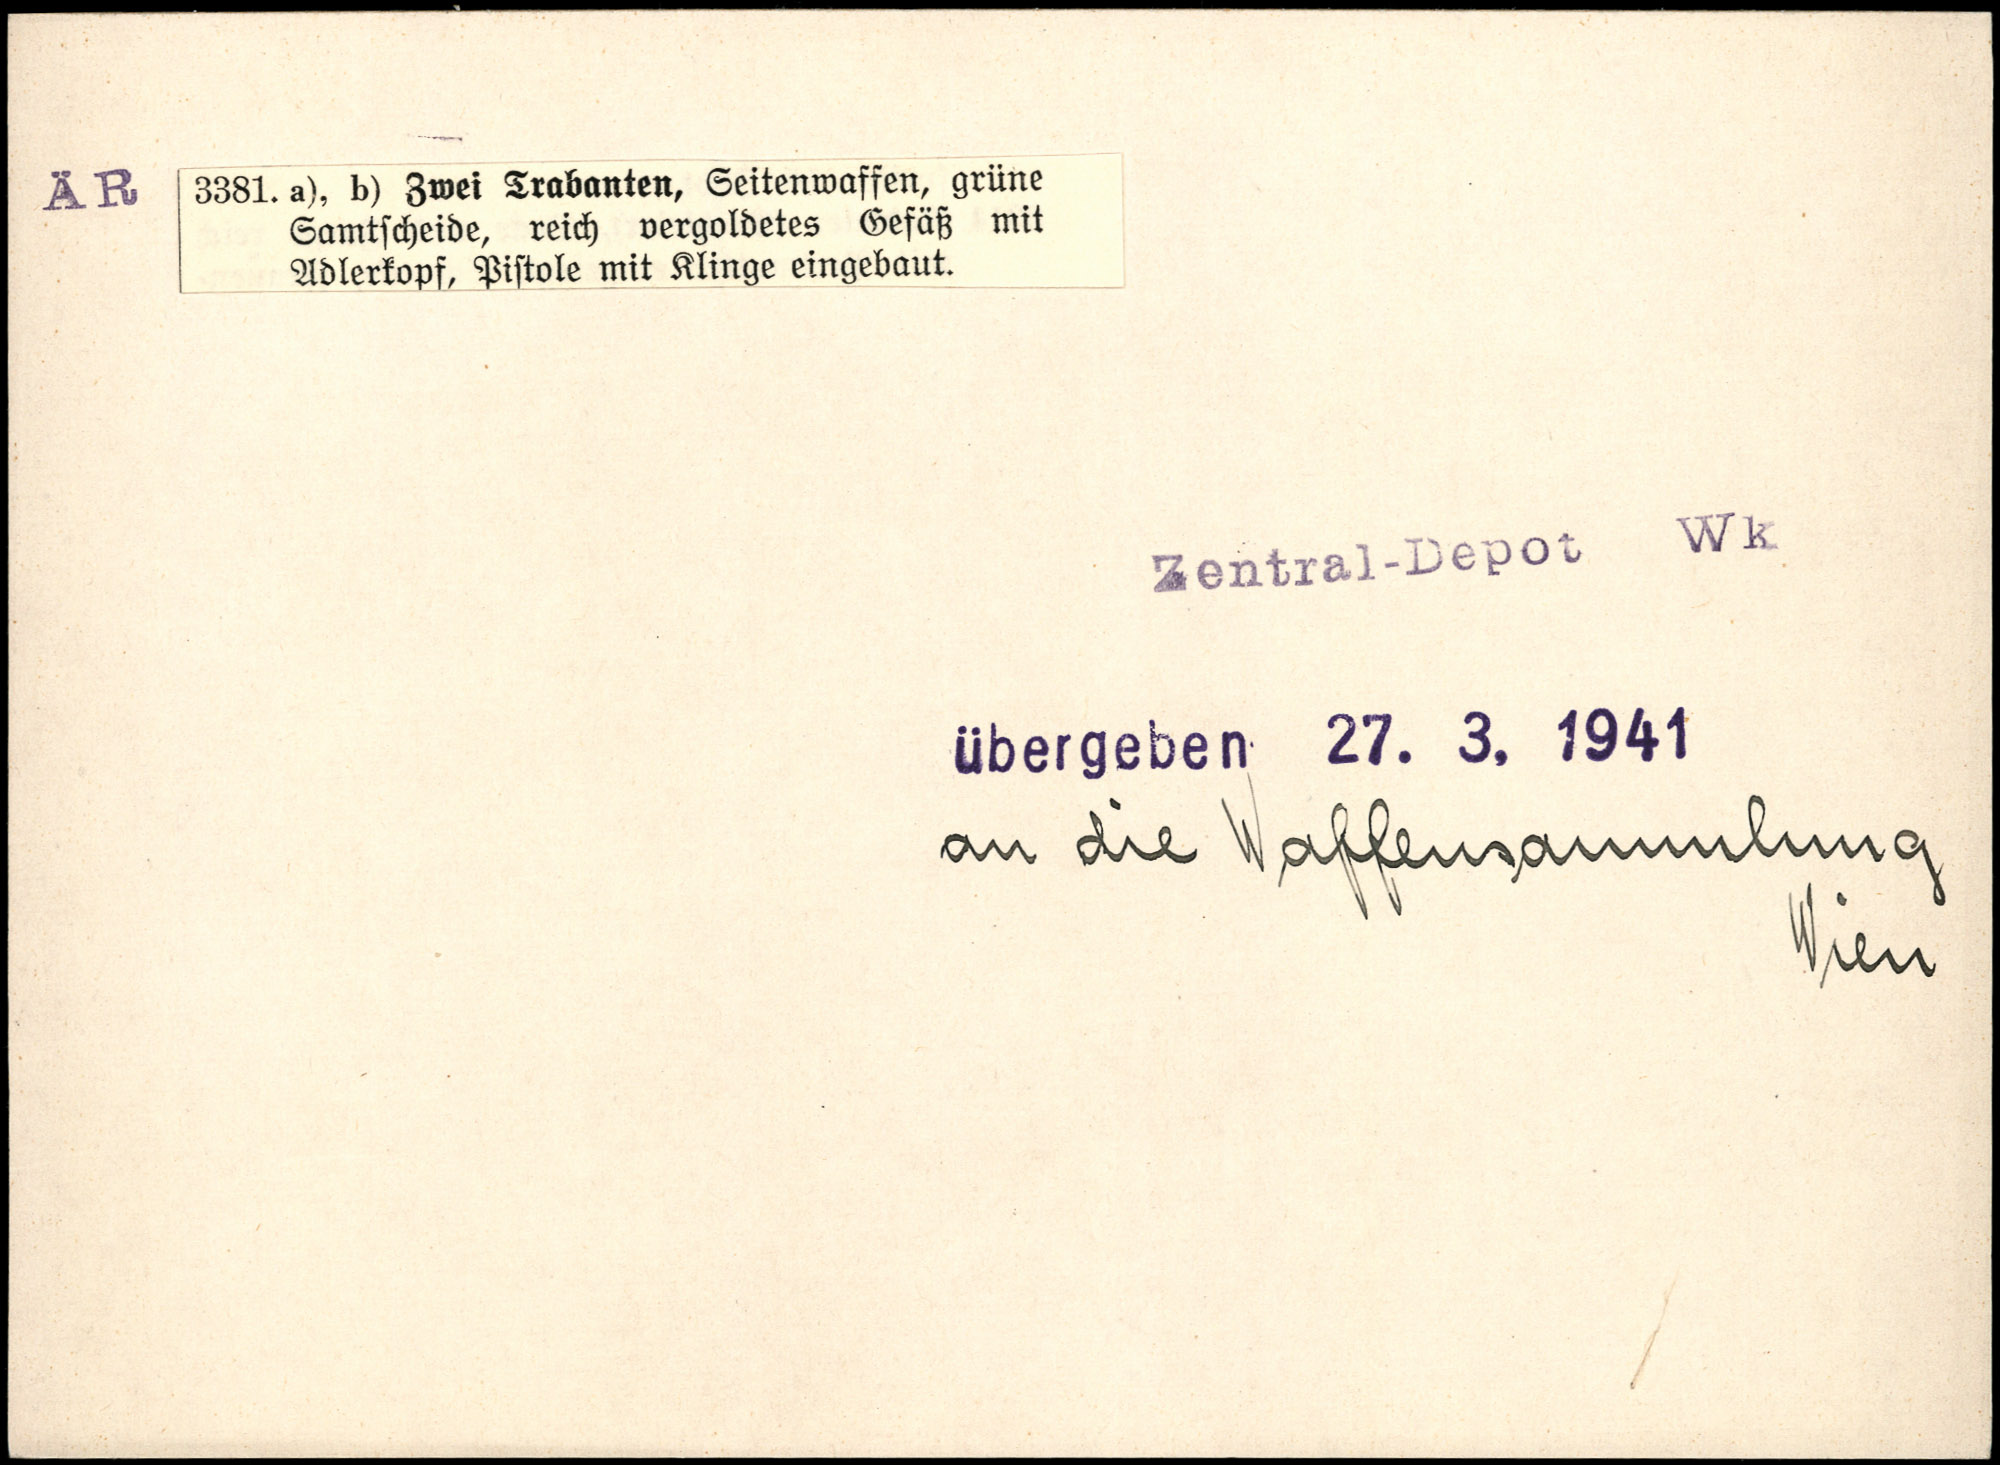 ÄR
3381. a), b) Zwei Trabanten, Seitenwaffen, grüne
Samtscheide, reich vergoldetes Gefäß mit
Adlerkopf, Pistole mit Klinge eingebaut.
Zentral-Depot Wk
übergeben 27. 3. 1941
an die Waffensammlung
Wien